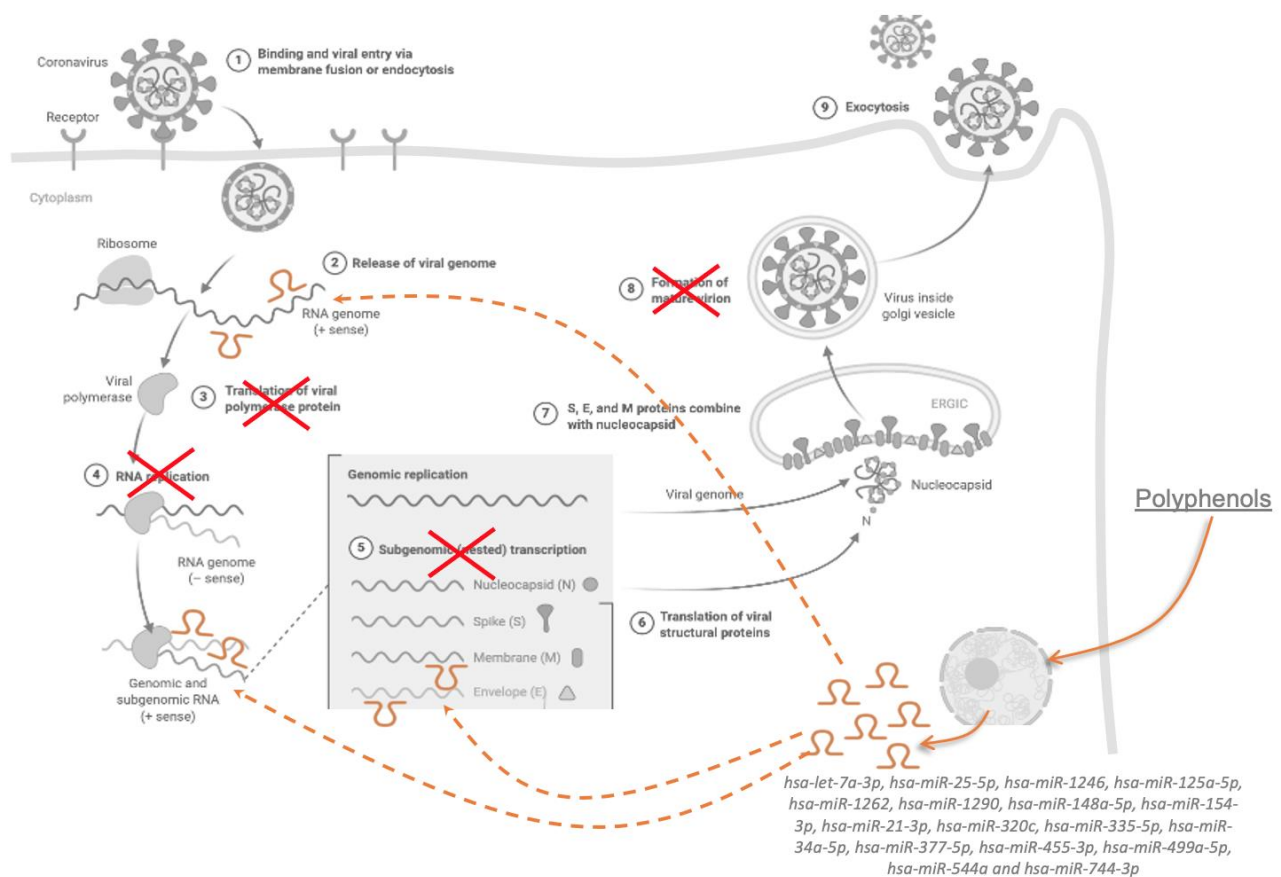 Coronavirus
1 Binding and viral entry via
membrane fusion or endocytosis
Receptor
Cytoplasm
Ribosome
2 Release of viral genome
RNA genome
(+ sense)
Viral
polymerase
3 Translation of viral
polymerase protein
4 RNA replication
RNA genome
(– sense)
Genomic and
subgenomic RNA
(+ sense)
Genomic replication
5 Subgenomic (nested) transcription
Nucleocapsid (N)
Spike (S)
Membrane (M)
Envelope (E)
6 Translation of viral
structural proteins
Viral genome
7 S, E, and M proteins combine
with nucleocapsid
ERGIC
Nucleocapsid
N
8 Formation of
mature virion
Virus inside
golgi vesicle
9 Exocytosis
Polyphenols
hsa-let-7a-3p, hsa-miR-25-5p, hsa-miR-1246, hsa-miR-125a-5p,
hsa-miR-1262, hsa-miR-1290, hsa-miR-148a-5p, hsa-miR-154-
3p, hsa-miR-21-3p, hsa-miR-320c, hsa-miR-335-5p, hsa-miR-
34a-5p, hsa-miR-377-5p, hsa-miR-455-3p, hsa-miR-499a-5p,
hsa-miR-544a and hsa-miR-744-3p